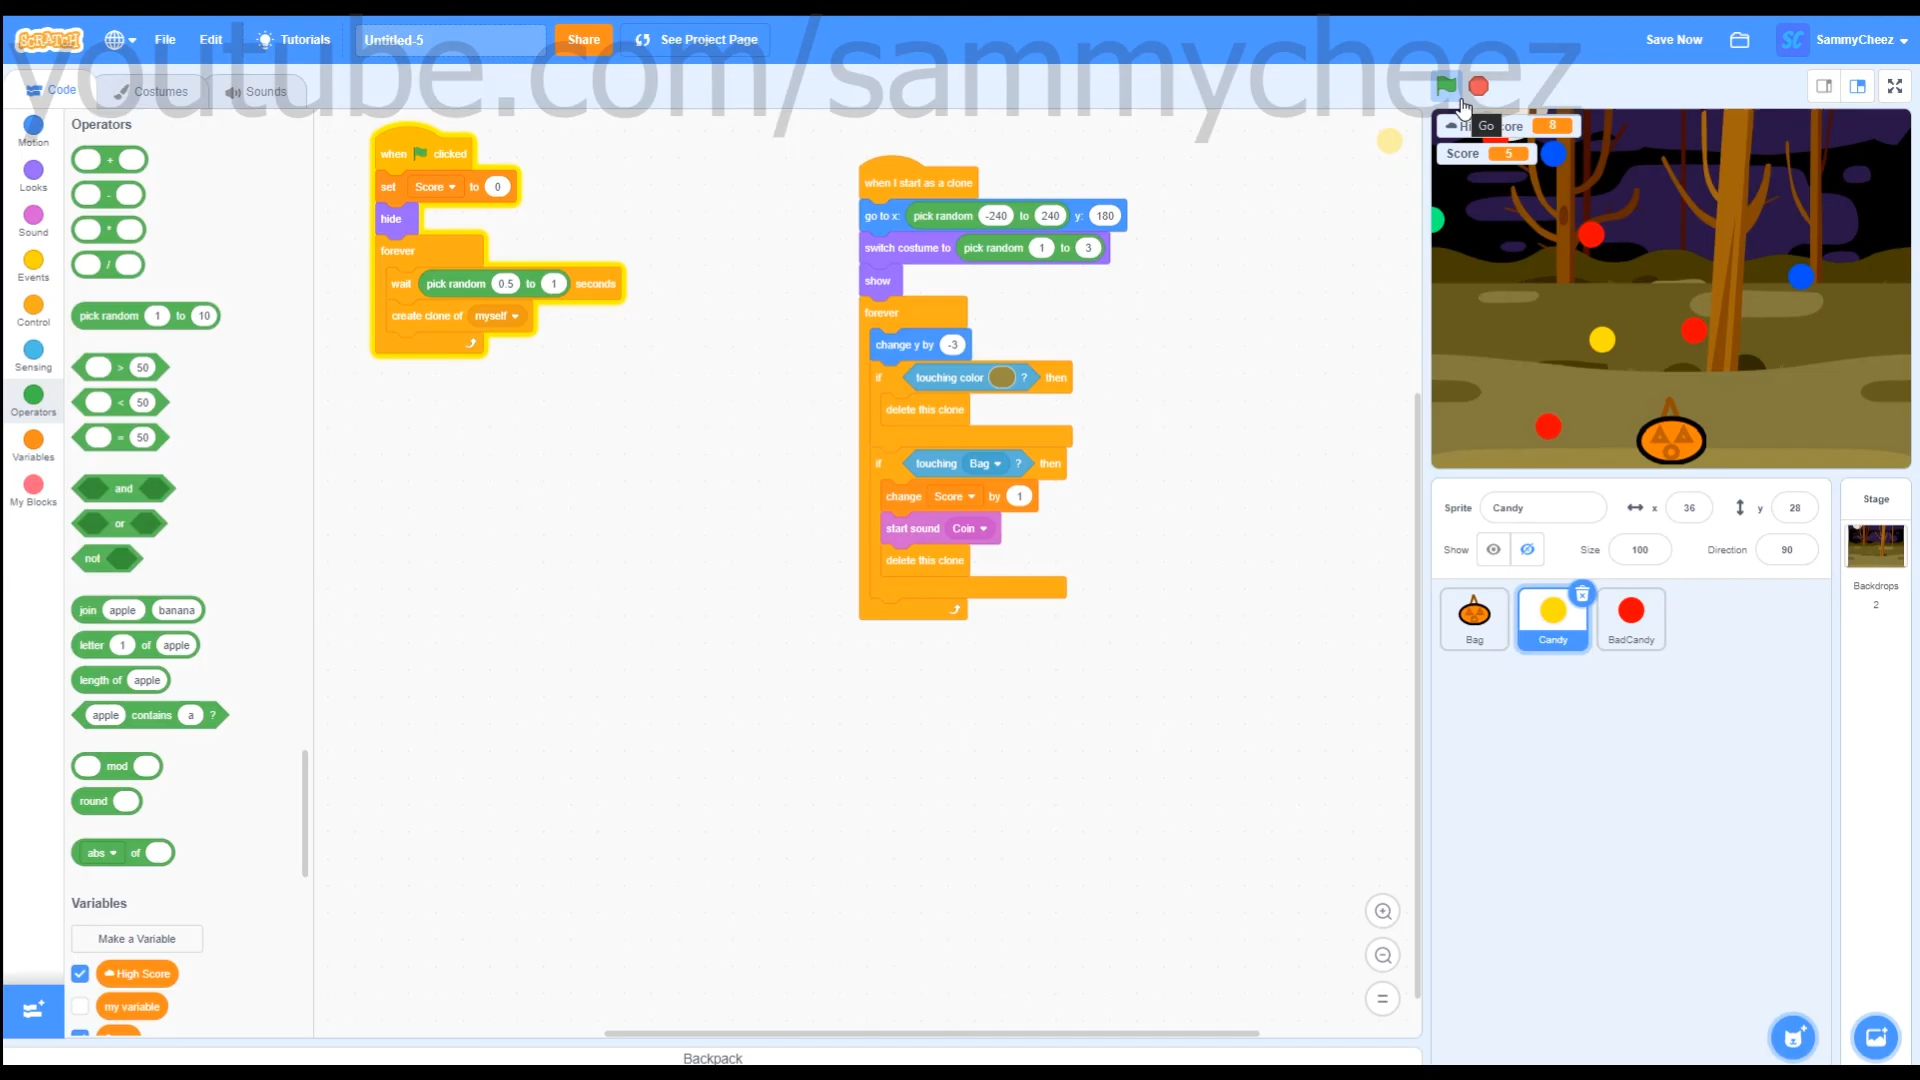 youtube.com/sammycheez
SCRATCH File Edit Tutorials Untitled-5 Share See Project Page Save Now SC SammyCheez
Code Costumes Sounds
Motion
Looks
Sound
Events
Control
Sensing
Operators
Variables
My Blocks
Operators
+
-
*
/
pick random 1 to 10
> 50
< 50
= 50
and
or
not
join apple banana
letter 1 of apple
length of apple
apple contains a ?
mod
round
abs of
Variables
Make a Variable
High Score
my variable
when clicked
set Score to 0
hide
forever
wait pick random 0.5 to 1 seconds
create clone of myself
when I start as a clone
go to x: pick random -240 to 240 y: 180
switch costume to pick random 1 to 3
show
forever
change y by -3
if touching color ? then
delete this clone
if touching Bag ? then
change Score by 1
start sound Coin
delete this clone
Backpack
Go
Hi ore 8
Score 5
Sprite Candy x 36 y 28
Show Size 100 Direction 90
Bag
Candy
BadCandy
Stage
Backdrops
2